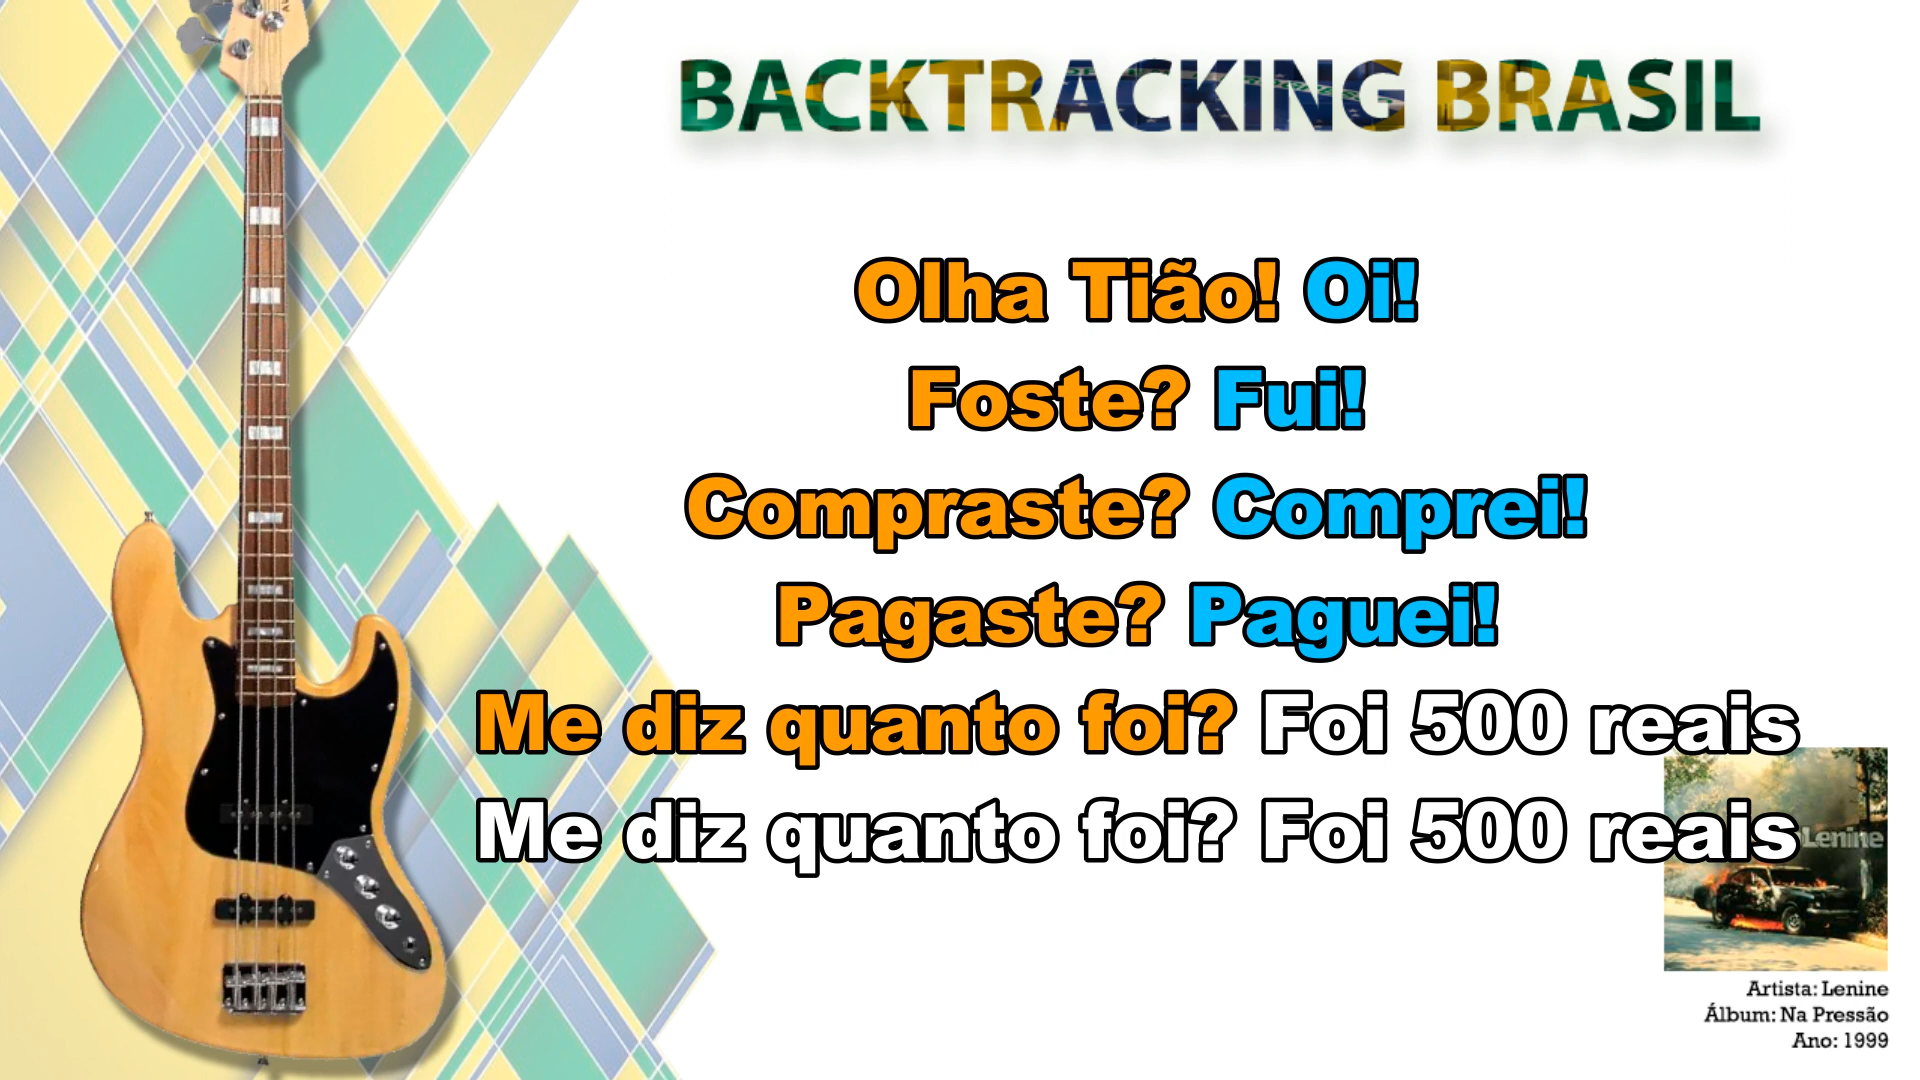 BACKTRACKING BRASIL
Olha Tião! Oi!
Foste? Fui!
Compraste? Comprei!
Pagaste? Paguei!
Me diz quanto foi? Foi 500 reais
Me diz quanto foi? Foi 500 reais
Lenine
Artista: Lenine
Álbum: Na Pressão
Ano: 1999